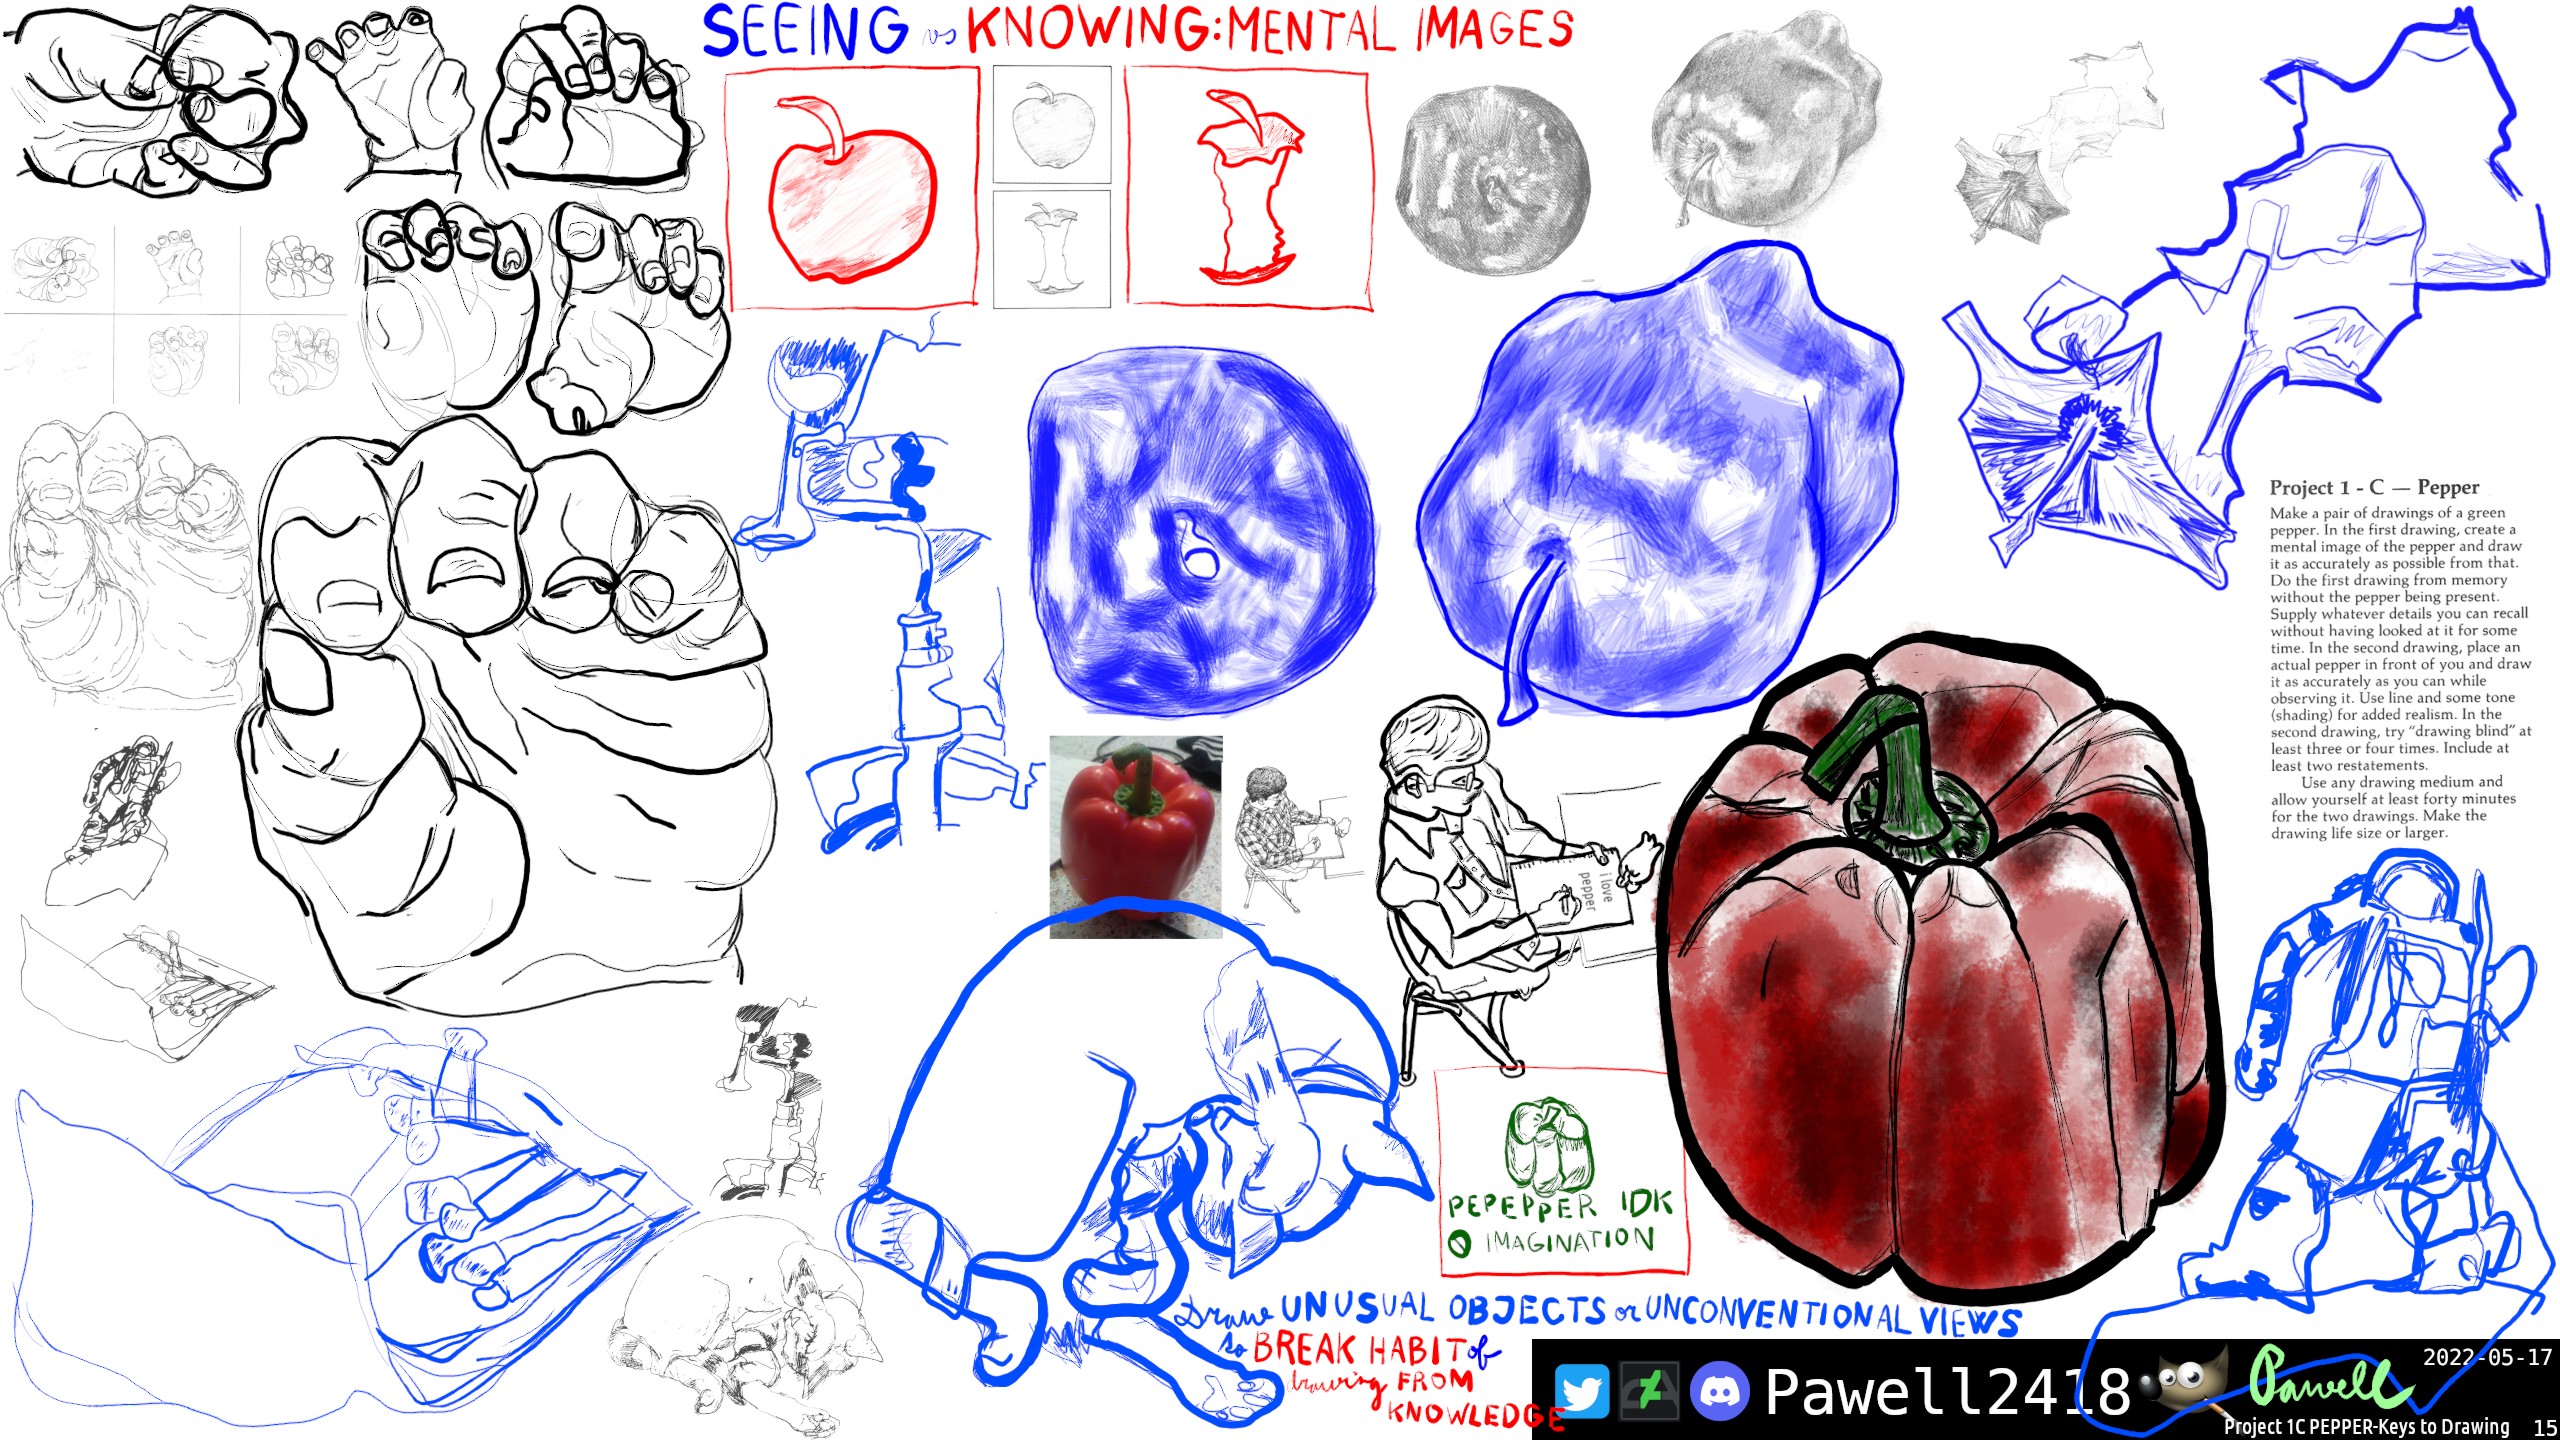 SEEING vs KNOWING:MENTAL IMAGES
Project 1 - C — Pepper
Make a pair of drawings of a green
pepper. In the first drawing, create a
mental image of the pepper and draw
it as accurately as possible from that.
Do the first drawing from memory
without the pepper being present.
Supply whatever details you can recall
without having looked at it for some
time. In the second drawing, place an
actual pepper in front of you and draw
it as accurately as you can while
observing it. Use line and some tone
(shading) for added realism. In the
second drawing, try "drawing blind" at
least three or four times. Include at
least two restatements.
Use any drawing medium and
allow yourself at least forty minutes
for the two drawings. Make the
drawing life size or larger.
i love
pepper
PEPEPPER IDK
0 IMAGINATION
Draw UNUSUAL OBJECTS or UNCONVENTIONAL VIEWS
to BREAK HABIT of
drawing FROM
KNOWLEDGE
Pawell2418
Pawell
2022-05-17
Project 1C PEPPER-Keys to Drawing 15